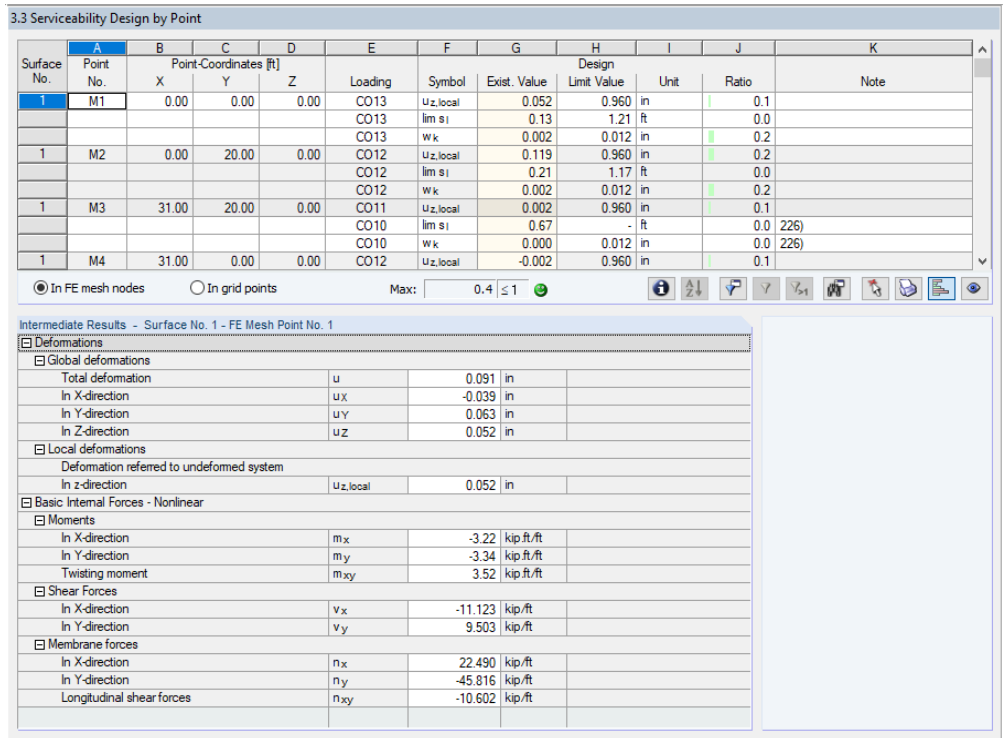 3.3 Serviceability Design by Point
A B C D E F G H I J K
Surface Point Point-Coordinates [ft] Design
No. No. X Y Z Loading Symbol Exist. Value Limit Value Unit Ratio Note
1 M1 0.00 0.00 0.00 CO13 uz,local 0.052 0.960 in 0.1
CO13 lim sl 0.13 1.21 ft 0.0
CO13 wk 0.002 0.012 in 0.2
1 M2 0.00 20.00 0.00 CO12 uz,local 0.119 0.960 in 0.2
CO12 lim sl 0.21 1.17 ft 0.0
CO12 wk 0.002 0.012 in 0.2
1 M3 31.00 20.00 0.00 CO11 uz,local 0.002 0.960 in 0.1
CO10 lim sl 0.67 - ft 0.0 226)
CO10 wk 0.000 0.012 in 0.0 226)
1 M4 31.00 0.00 0.00 CO12 uz,local -0.002 0.960 in 0.1
In FE mesh nodes In grid points Max: 0.4 ≤ 1
Intermediate Results - Surface No. 1 - FE Mesh Point No. 1
Deformations
Global deformations
Total deformation u 0.091 in
In X-direction uX -0.039 in
In Y-direction uY 0.063 in
In Z-direction uZ 0.052 in
Local deformations
Deformation referred to undeformed system
In z-direction uz,local 0.052 in
Basic Internal Forces - Nonlinear
Moments
In X-direction mx -3.22 kip.ft/ft
In Y-direction my -3.34 kip.ft/ft
Twisting moment mxy 3.52 kip.ft/ft
Shear Forces
In X-direction vx -11.123 kip/ft
In Y-direction vy 9.503 kip/ft
Membrane forces
In X-direction nx 22.490 kip/ft
In Y-direction ny -45.816 kip/ft
Longitudinal shear forces nxy -10.602 kip/ft